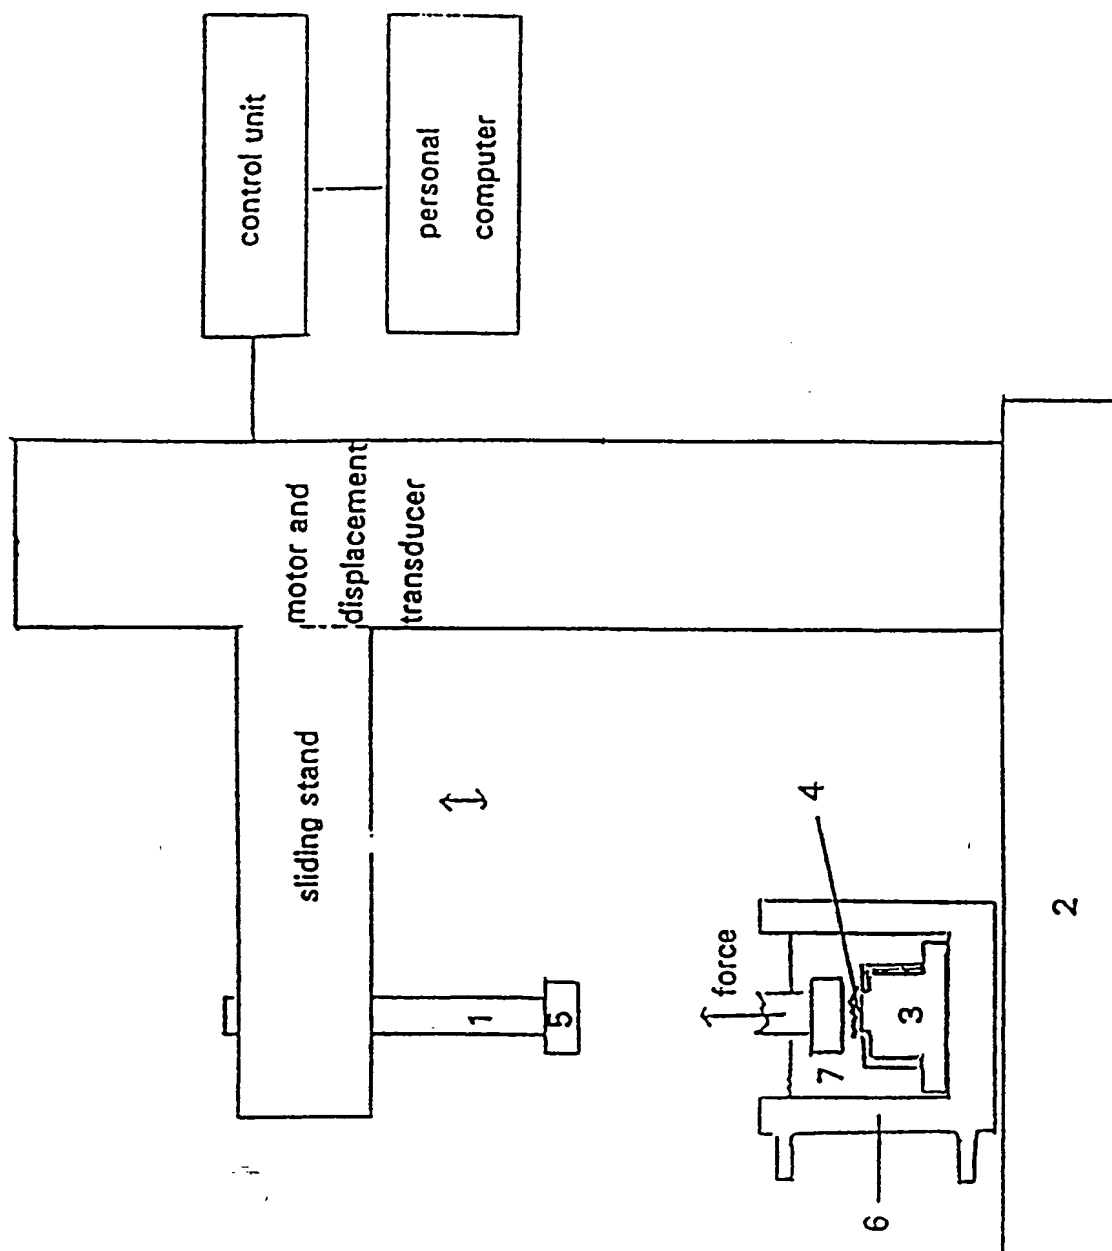 control unit
personal
computer
motor and
displacement
transducer
sliding stand
1
5
force
4
3
7
6
2